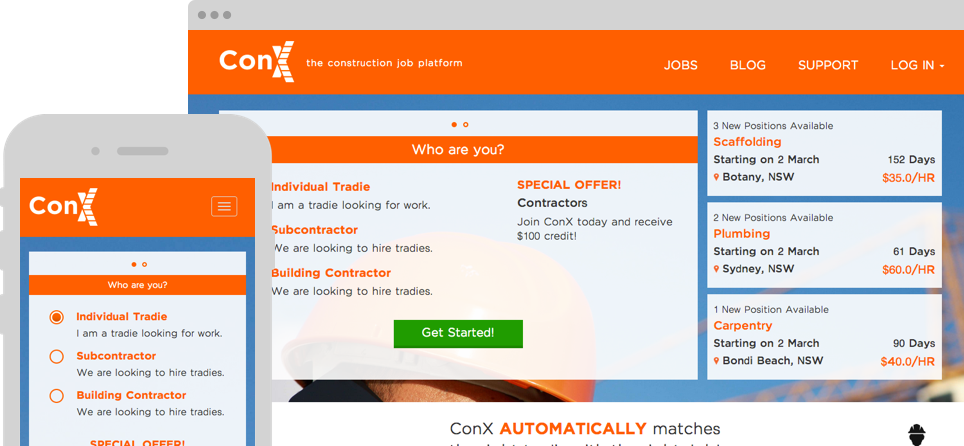 ConX
the construction job platform
JOBS
BLOG
SUPPORT
LOG IN
Who are you?
Individual Tradie
I am a tradie looking for work.
Subcontractor
We are looking to hire tradies.
Building Contractor
We are looking to hire tradies.
SPECIAL OFFER!
Contractors
Join ConX today and receive
$100 credit!
Get Started!
3 New Positions Available
Scaffolding
Starting on 2 March 152 Days
Botany, NSW $35.0/HR
2 New Positions Available
Plumbing
Starting on 2 March 61 Days
Sydney, NSW $60.0/HR
1 New Position Available
Carpentry
Starting on 2 March 90 Days
Bondi Beach, NSW $40.0/HR
ConX AUTOMATICALLY matches
ConX
Who are you?
Individual Tradie
I am a tradie looking for work.
Subcontractor
We are looking to hire tradies.
Building Contractor
We are looking to hire tradies.
SPECIAL OFFER!